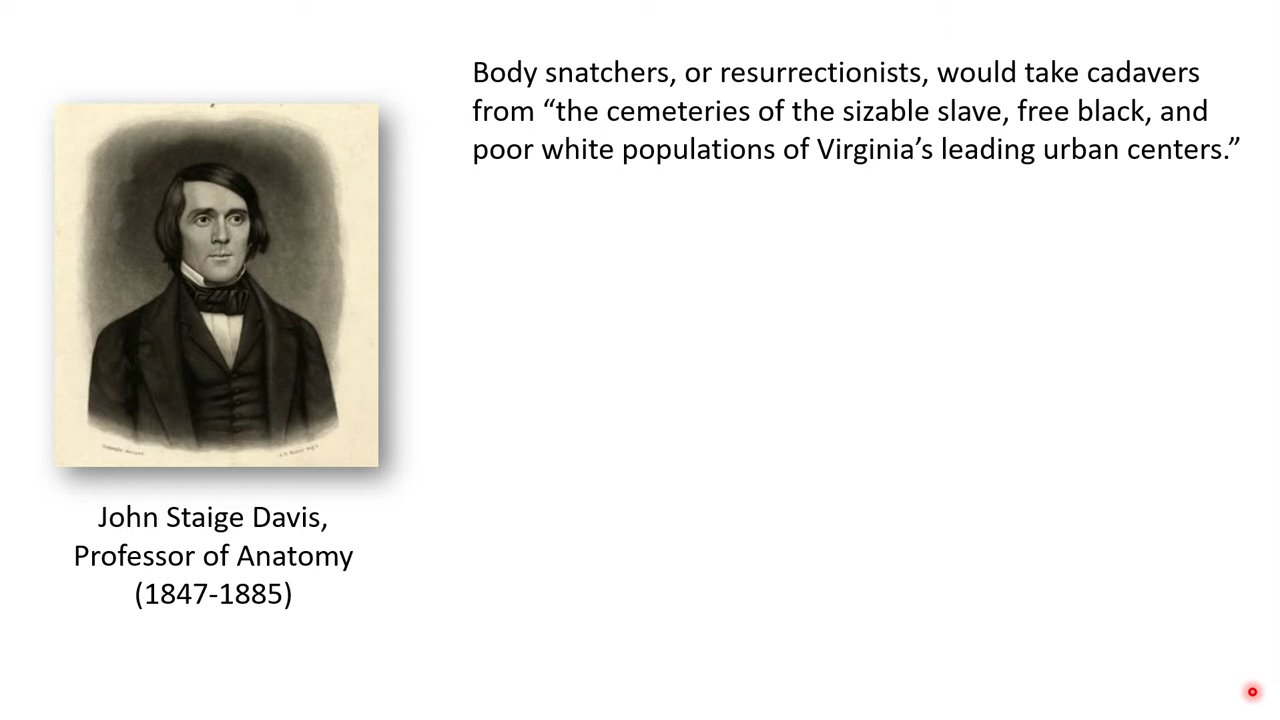 Body snatchers, or resurrectionists, would take cadavers
from “the cemeteries of the sizable slave, free black, and
poor white populations of Virginia’s leading urban centers.”
John Staige Davis,
Professor of Anatomy
(1847-1885)